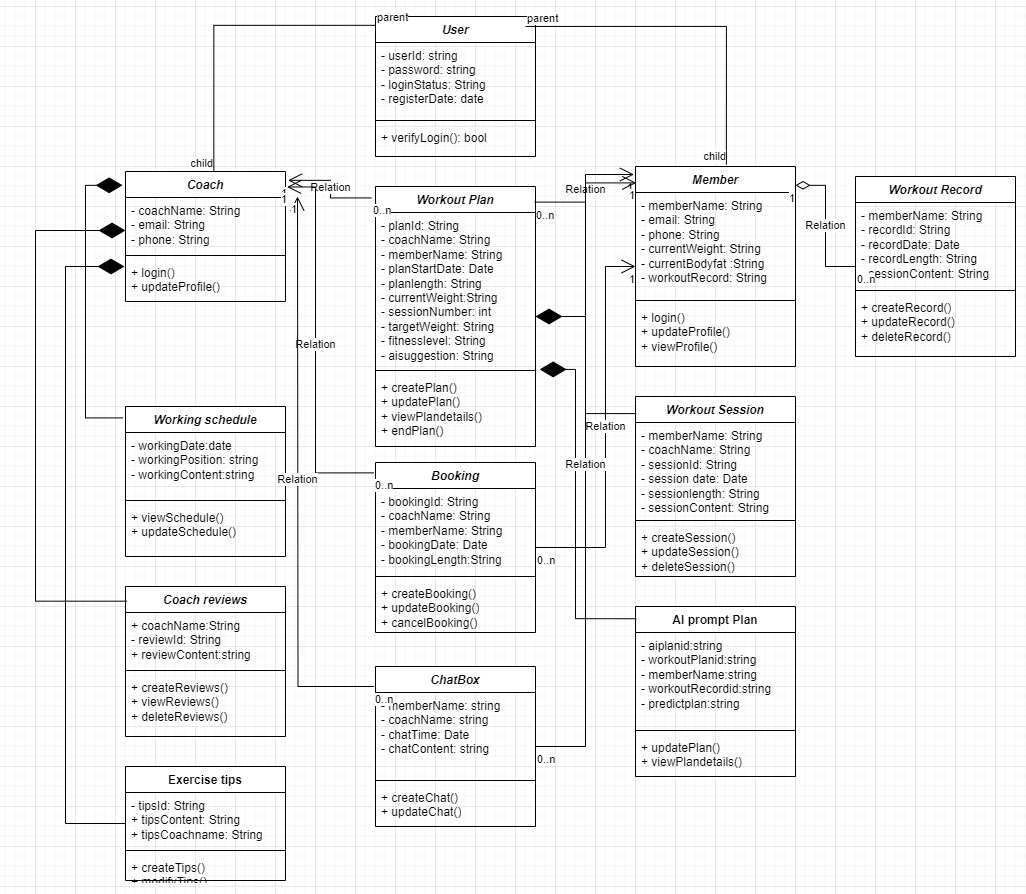 parent
parent
User
- userId: string
- password: string
- loginStatus: String
- registerDate: date
+ verifyLogin(): bool
child
child
Coach
- coachName: String
- email: String
- phone: String
+ login()
+ updateProfile()
1
1
Relation
0..n
Workout Plan
- planId: String
- coachName: String
- memberName: String
- planStartDate: Date
- planlength: String
- currentWeight:String
- sessionNumber: int
- targetWeight: String
- fitnesslevel: String
- aisuggestion: String
+ createPlan()
+ updatePlan()
+ viewPlandetails()
+ endPlan()
0..n
Relation
1
Member
- memberName: String
- email: String
- phone: String
- currentWeight: String
- currentBodyfat :String
- workoutRecord: String
+ login()
+ updateProfile()
+ viewProfile()
1
1
Relation
0..n
Workout Record
- memberName: String
- recordId: String
- recordDate: Date
- recordLength: String
sessionContent: String
+ createRecord()
+ updateRecord()
+ deleteRecord()
Relation
Working schedule
- workingDate:date
- workingPosition: string
- workingContent:string
+ viewSchedule()
+ updateSchedule()
Relation
0..n
Booking
- bookingId: String
- coachName: String
- memberName: String
- bookingDate: Date
- bookingLength:String
+ createBooking()
+ updateBooking()
+ cancelBooking()
0..n
Relation
Relation
Workout Session
- memberName: String
- coachName: String
- sessionId: String
- session date: Date
- sessionlength: String
- sessionContent: String
+ createSession()
+ updateSession()
+ deleteSession()
Coach reviews
+ coachName:String
- reviewId: String
+ reviewContent:string
+ createReviews()
+ viewReviews()
+ deleteReviews()
ChatBox
0..n
- memberName: string
- coachName: string
- chatTime: Date
- chatContent: string
+ createChat()
+ updateChat()
0..n
AI prompt Plan
- aiplanid:string
- workoutPlanid:string
- memberName:string
- workoutRecordid:string
- predictplan:string
+ updatePlan()
+ viewPlandetails()
Exercise tips
- tipsId: String
+ tipsContent: String
+ tipsCoachname: String
+ createTips()
+ modifyTips()